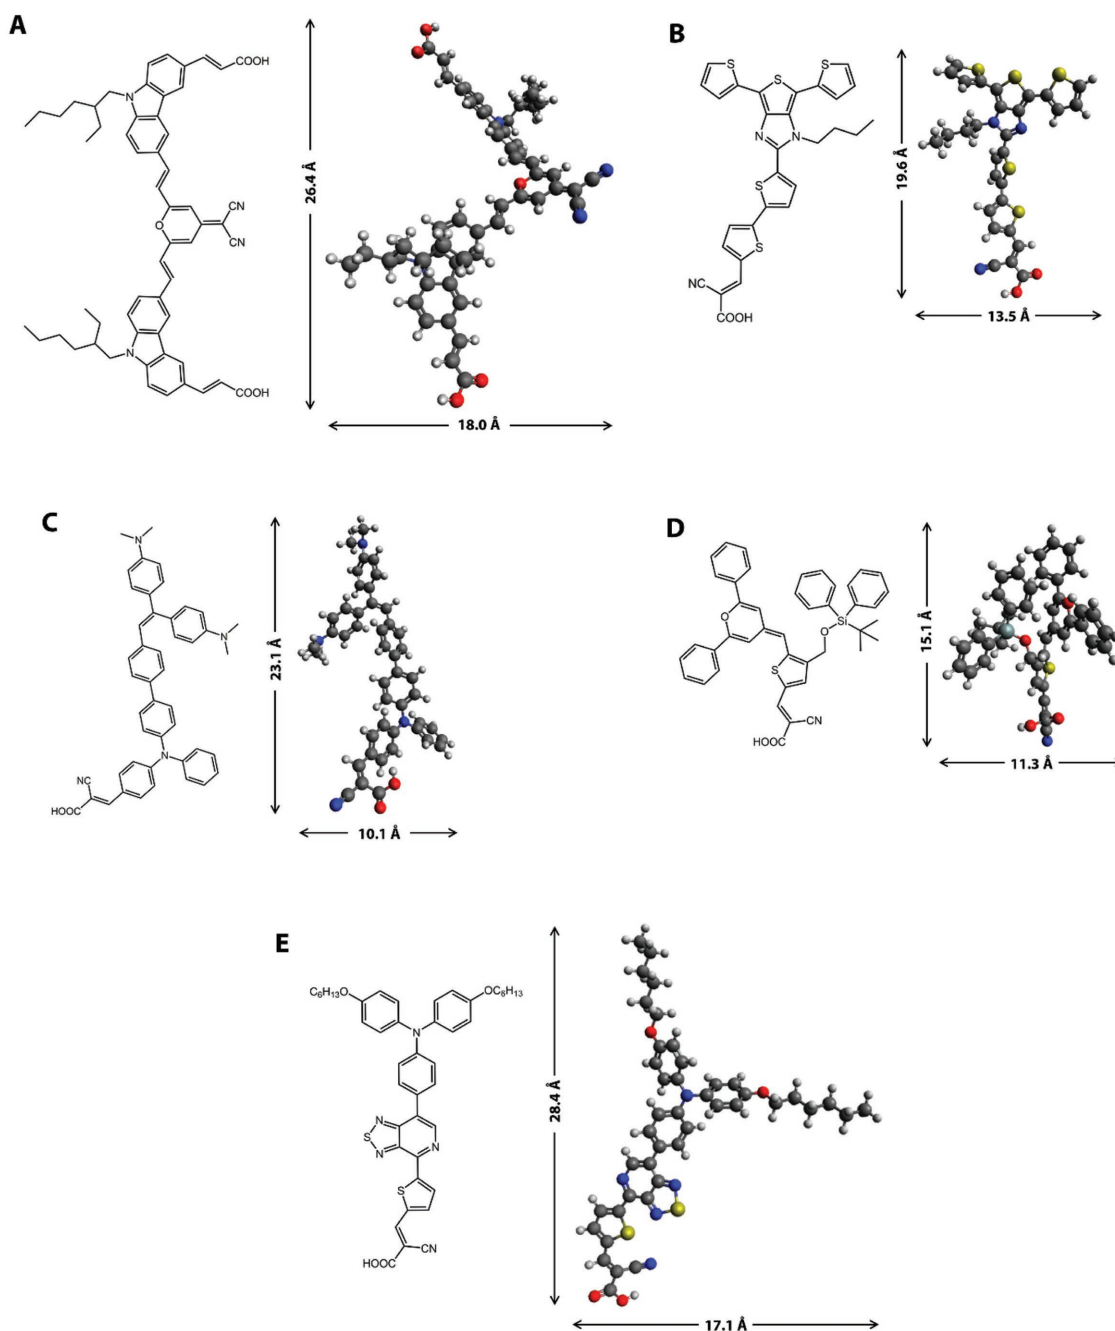 A
COOH
N
CN
O
CN
N
COOH
26.4 Å
18.0 Å
B
S
S
S
N
N
S
S
NC
COOH
19.6 Å
13.5 Å
C
N
N
NC
N
HOOC
23.1 Å
10.1 Å
D
O
Si
O
S
CN
HOOC
15.1 Å
11.3 Å
E
C6H13O
OC6H13
N
N
S
N
N
S
CN
HOOC
28.4 Å
17.1 Å